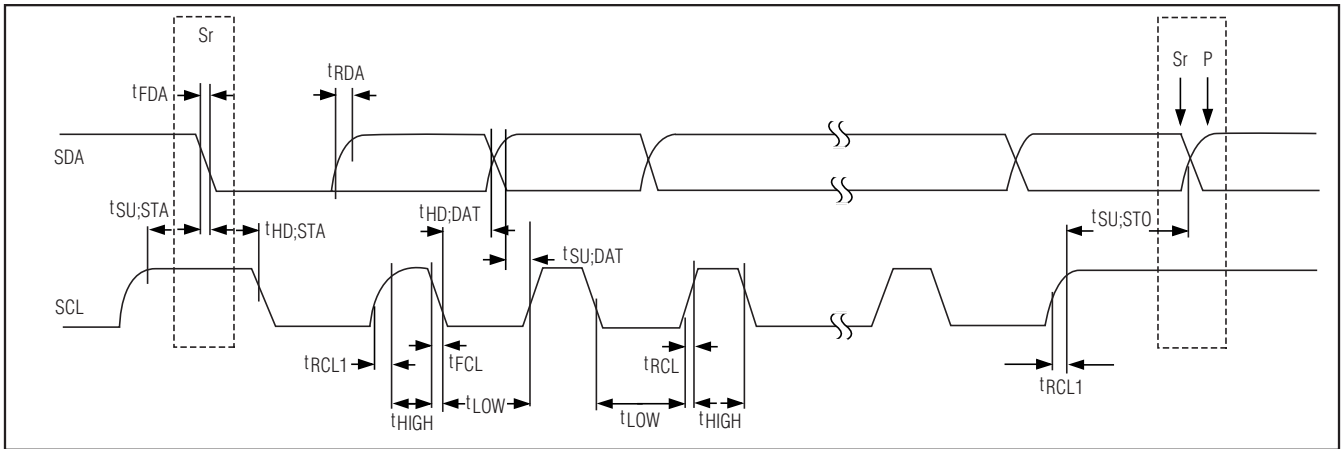 Sr
Sr P
tRDA
tFDA
SDA
tSU;STA
tHD;STA
tHD;DAT
tSU;DAT
tSU;STO
SCL
tRCL1
tFCL
tRCL
tRCL1
tHIGH
tLOW
tLOW
tHIGH